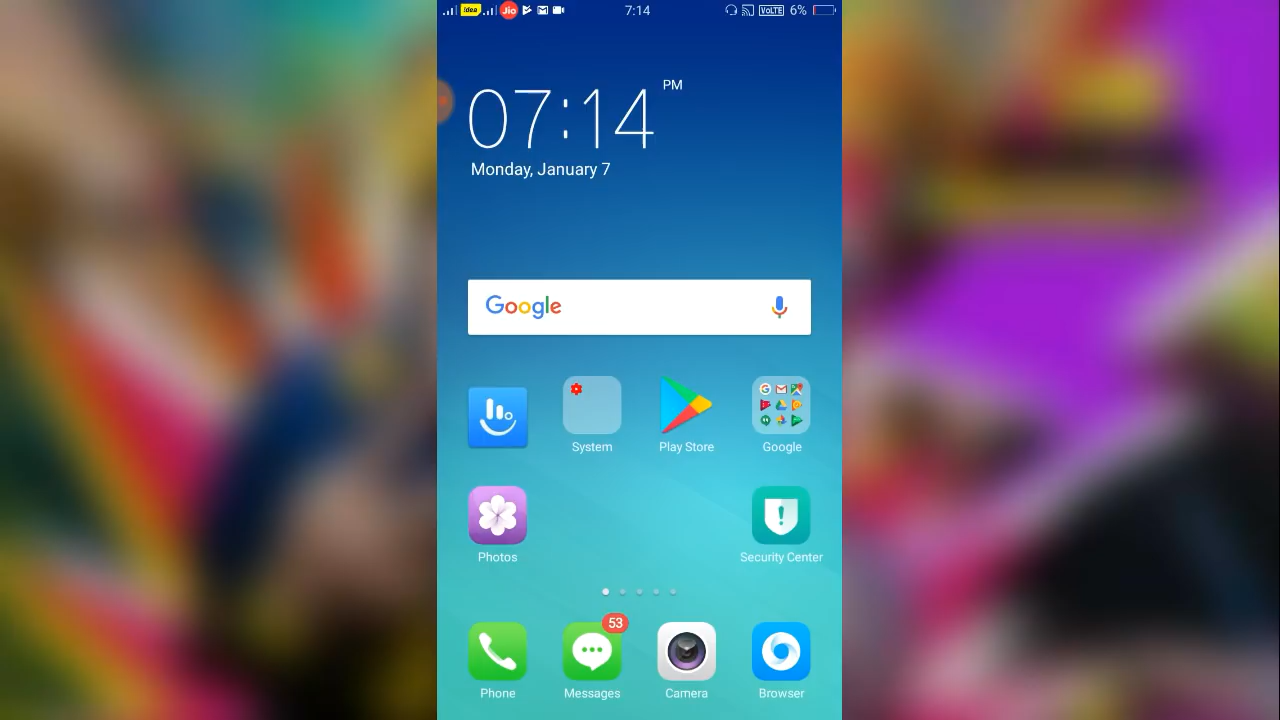 !dea Jio 7:14 VoLTE 6%
07:14 PM
Monday, January 7
Google
System
Play Store
Google
Photos
Security Center
53
Phone
Messages
Camera
Browser